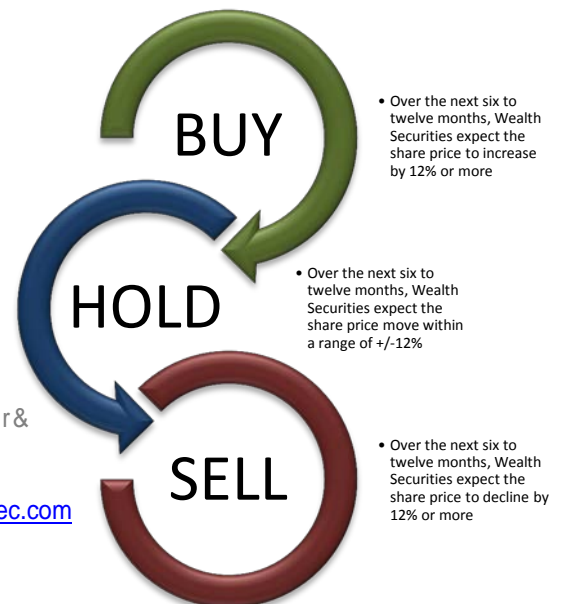 BUY
• Over the next six to
twelve months, Wealth
Securities expect the
share price to increase
by 12% or more
HOLD
• Over the next six to
twelve months, Wealth
Securities expect the
share price move within
a range of +/-12%
r&
SELL
• Over the next six to
twelve months, Wealth
Securities expect the
share price to decline by
12% or more
ec.com